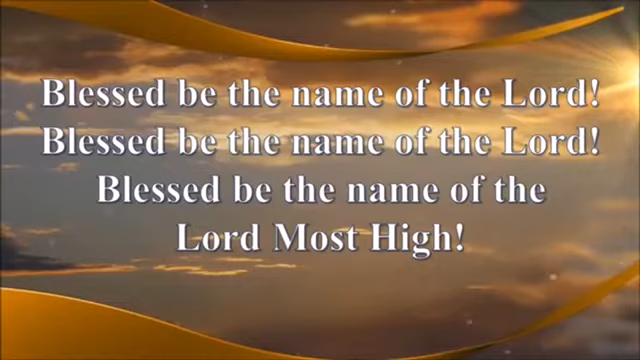 Blessed be the name of the Lord!
Blessed be the name of the Lord!
Blessed be the name of the
Lord Most High!